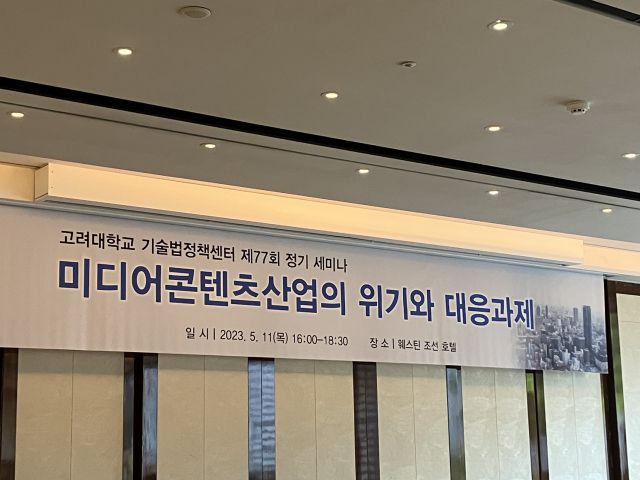 고려대학교 기술법정책센터 제77회 정기 세미나
미디어콘텐츠산업의 위기와 대응과제
일 시 | 2023. 5. 11(목) 16:00-18:30 장 소 | 웨스틴 조선 호텔